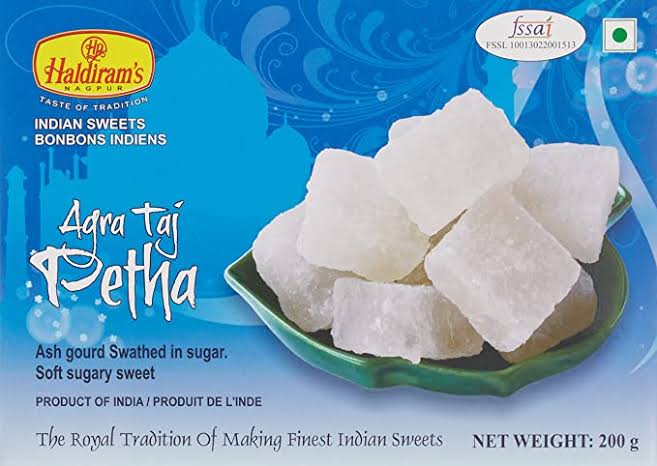 HR
Haldiram's
NAGPUR
TASTE OF TRADITION
INDIAN SWEETS
BONBONS INDIENS
fssai
FSSL 10013022001513
Agra Taj
Petha
Ash gourd Swathed in sugar.
Soft sugary sweet
PRODUCT OF INDIA / PRODUIT DE L'INDE
The Royal Tradition Of Making Finest Indian Sweets
NET WEIGHT: 200 g